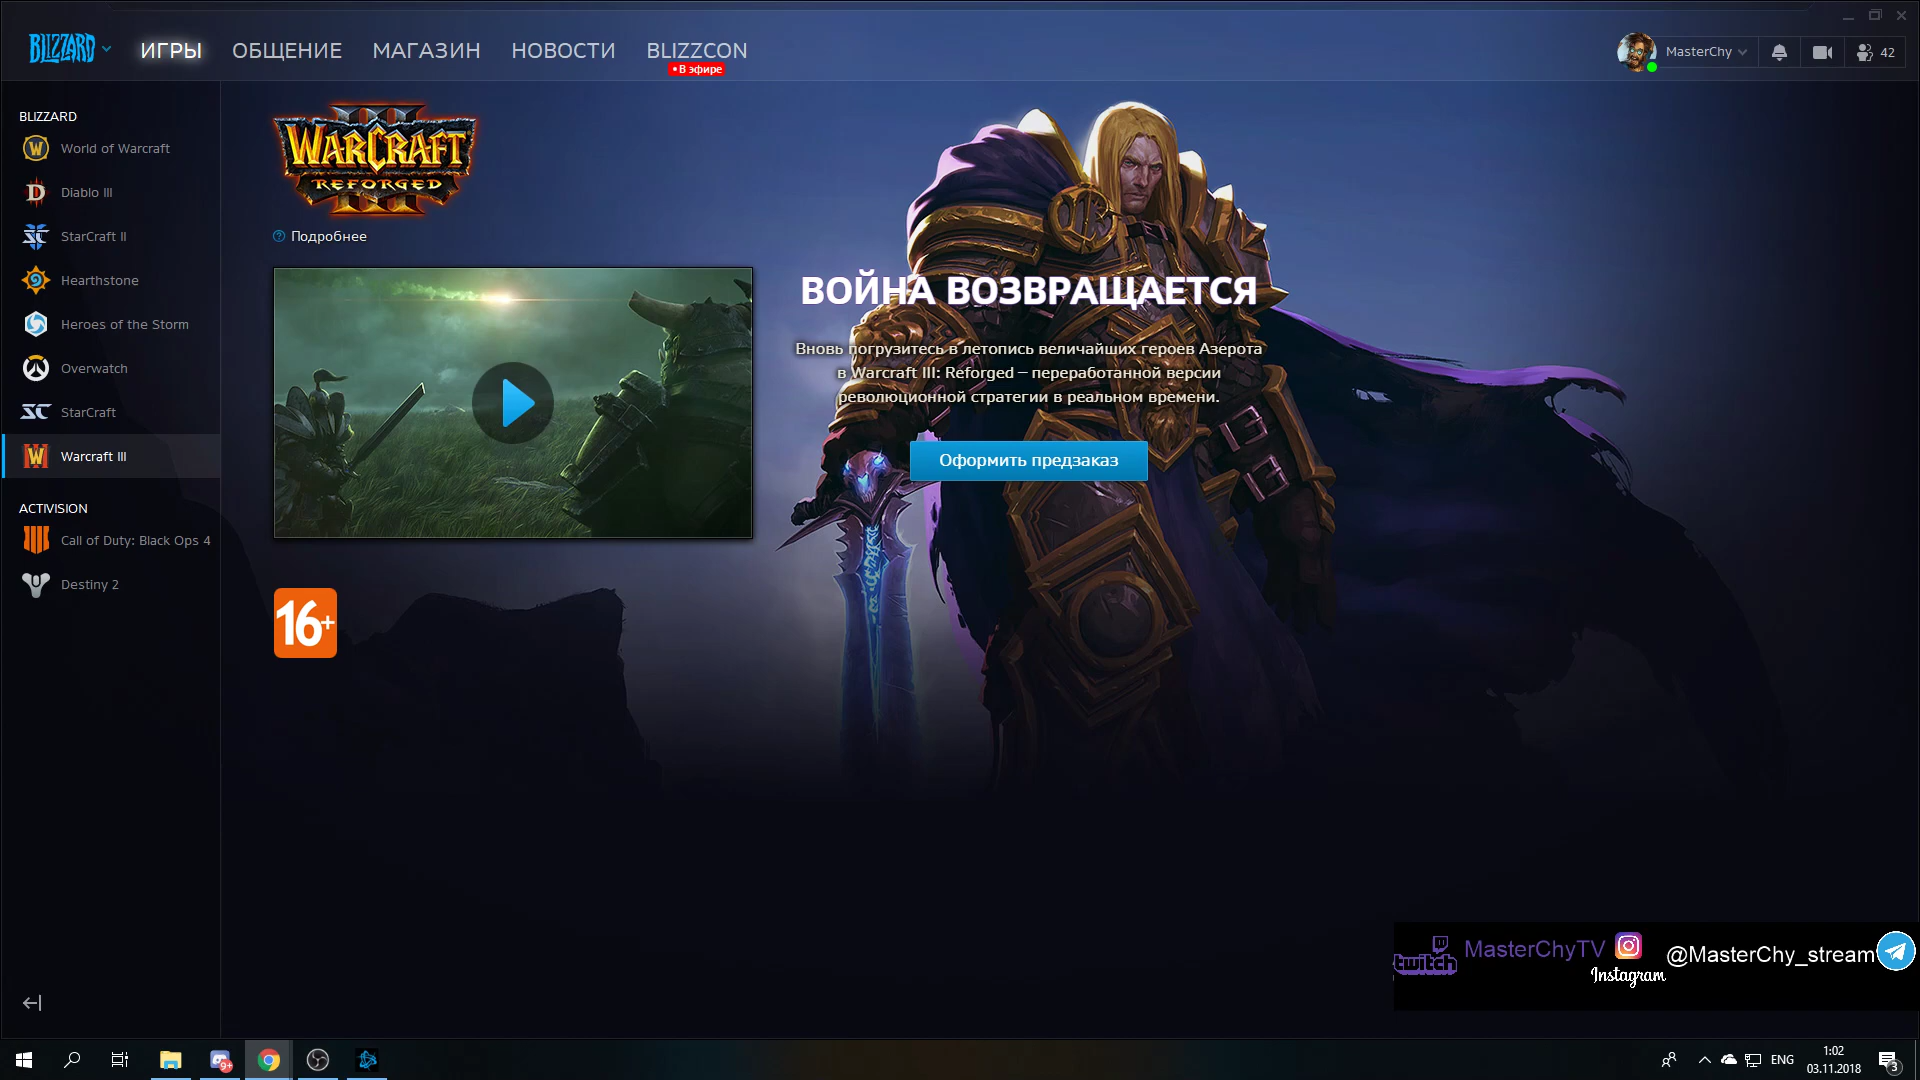 BLIZZARD
ИГРЫ
ОБЩЕНИЕ
МАГАЗИН
НОВОСТИ
BLIZZCON
• В эфире
MasterChy
42
BLIZZARD
World of Warcraft
Diablo III
StarCraft II
Hearthstone
Heroes of the Storm
Overwatch
StarCraft
Warcraft III
ACTIVISION
Call of Duty: Black Ops 4
Destiny 2
WARCRAFT
REFORGED
III
Подробнее
ВОЙНА ВОЗВРАЩАЕТСЯ
Вновь погрузитесь в летопись величайших героев Азерота
в Warcraft III: Reforged – переработанной версии
революционной стратегии в реальном времени.
Оформить предзаказ
16+
twitch
MasterChyTV
Instagram
@MasterChy_stream
9+
ENG
1:02
03.11.2018
3